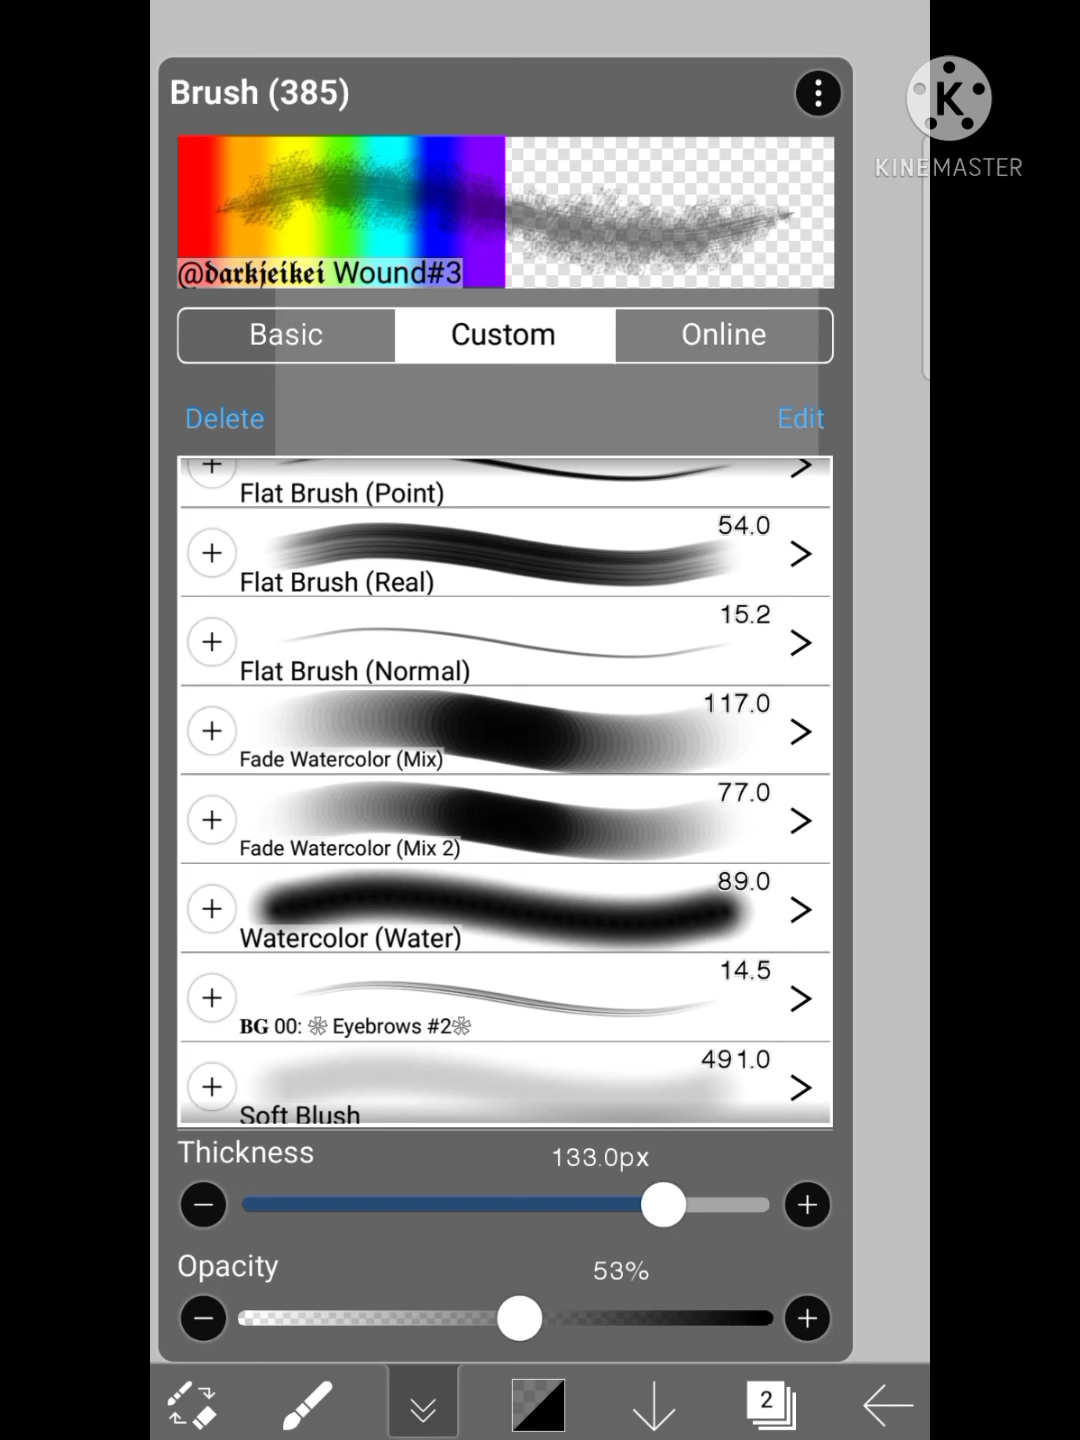 Brush (385)
KINEMASTER
@𝖉𝖆𝖗𝖐𝖏𝖊𝖎𝖐𝖊𝖎 Wound#3
Basic
Custom
Online
Delete
Edit
Flat Brush (Point)
54.0
Flat Brush (Real)
15.2
Flat Brush (Normal)
117.0
Fade Watercolor (Mix)
77.0
Fade Watercolor (Mix 2)
89.0
Watercolor (Water)
14.5
𝐁𝐆 00: ❀ Eyebrows #2❀
491.0
Soft Blush
Thickness
133.0px
Opacity
53%
2